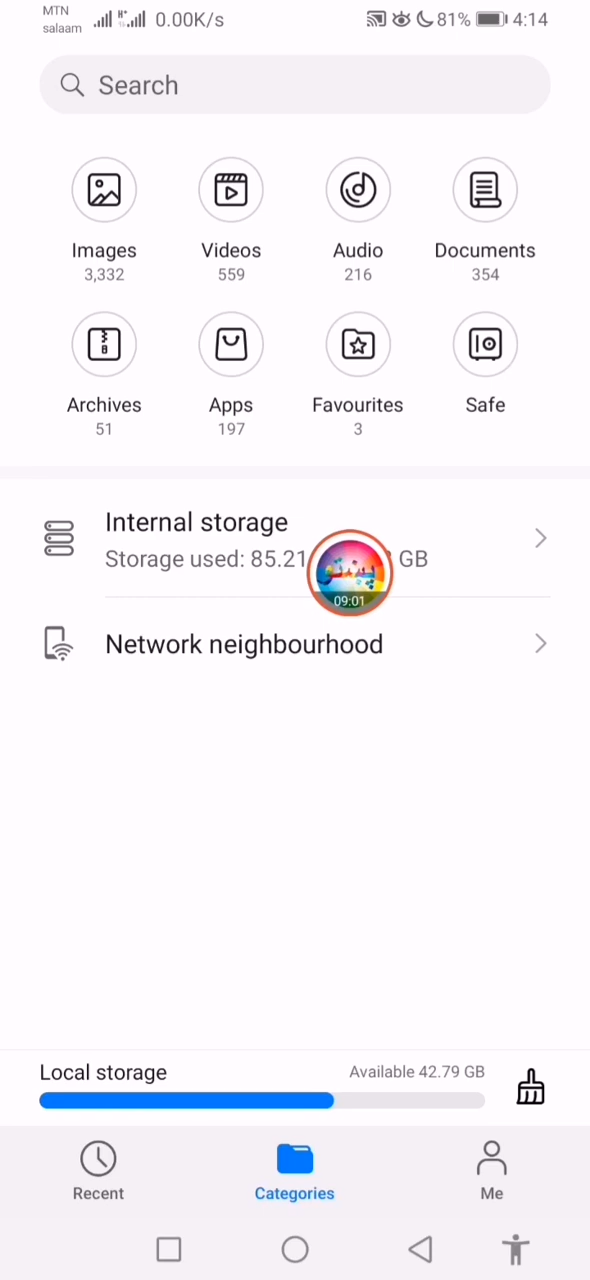 MTN
salaam
0.00K/s
81%
4:14
Search
Images
3,332
Videos
559
Audio
216
Documents
354
Archives
51
Apps
197
Favourites
3
Safe
Internal storage
Storage used: 85.21 GB
09:01
Network neighbourhood
Local storage
Available 42.79 GB
Recent
Categories
Me